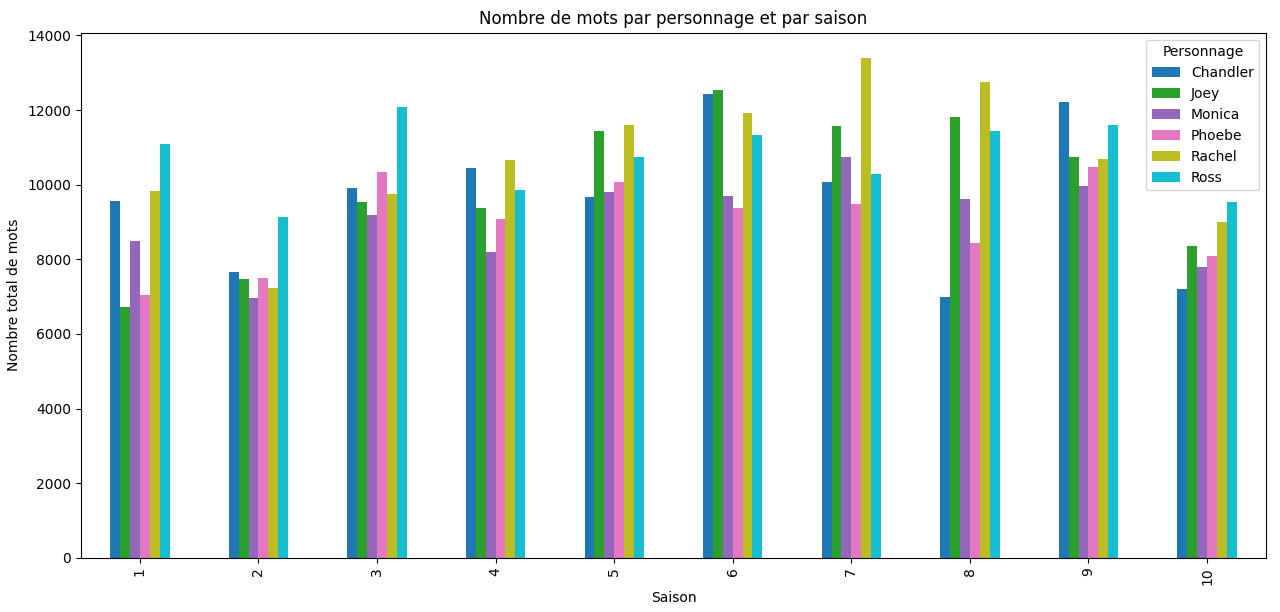 Nombre de mots par personnage et par saison
Nombre total de mots
14000
12000
10000
8000
6000
4000
2000
0
Personnage
Chandler
Joey
Monica
Phoebe
Rachel
Ross
1
2
3
4
5
6
7
8
9
10
Saison